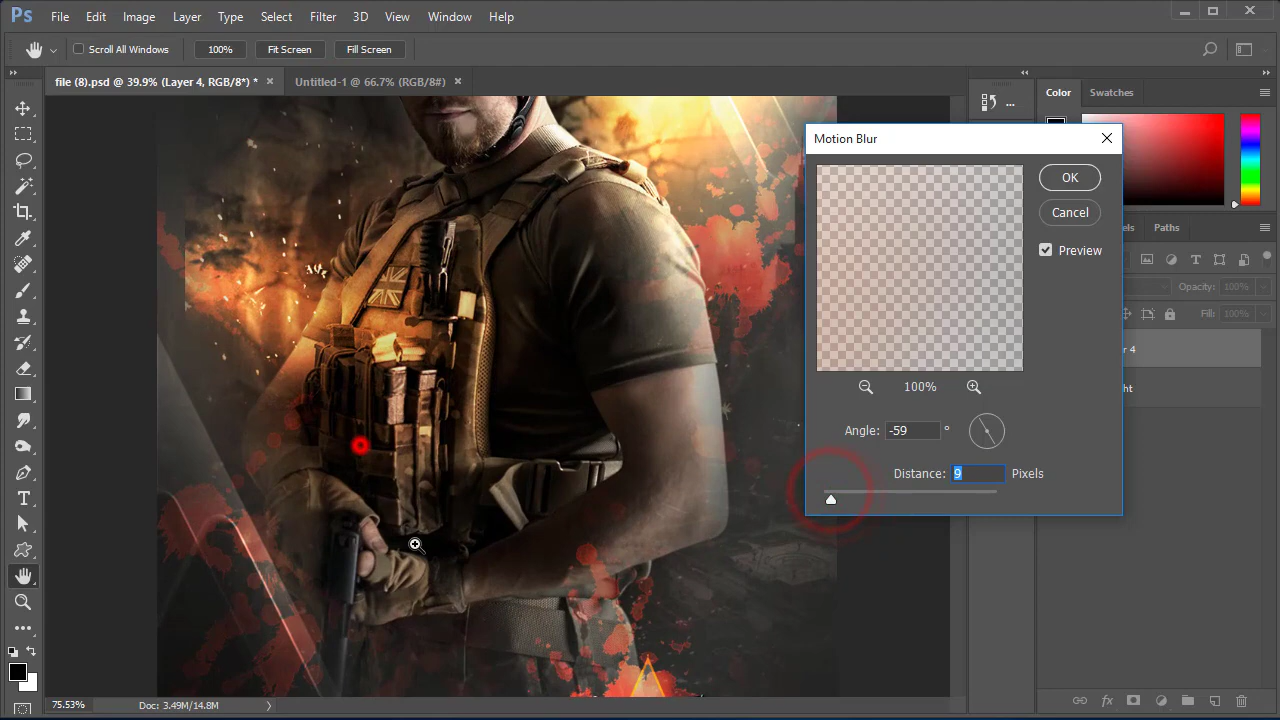 Ps File Edit Image Layer Type Select Filter 3D View Window Help
Scroll All Windows 100% Fit Screen Fill Screen
file (8).psd @ 39.9% (Layer 4, RGB/8*) * × Untitled-1 @ 66.7% (RGB/8#) ×
... Color Swatches
Motion Blur
OK
Cancel
Preview
100%
Angle: -59 °
Distance: 9 Pixels
els Paths
Opacity: 100%
Fill: 100%
r 4
ht
75.53% Doc: 3.49M/14.8M